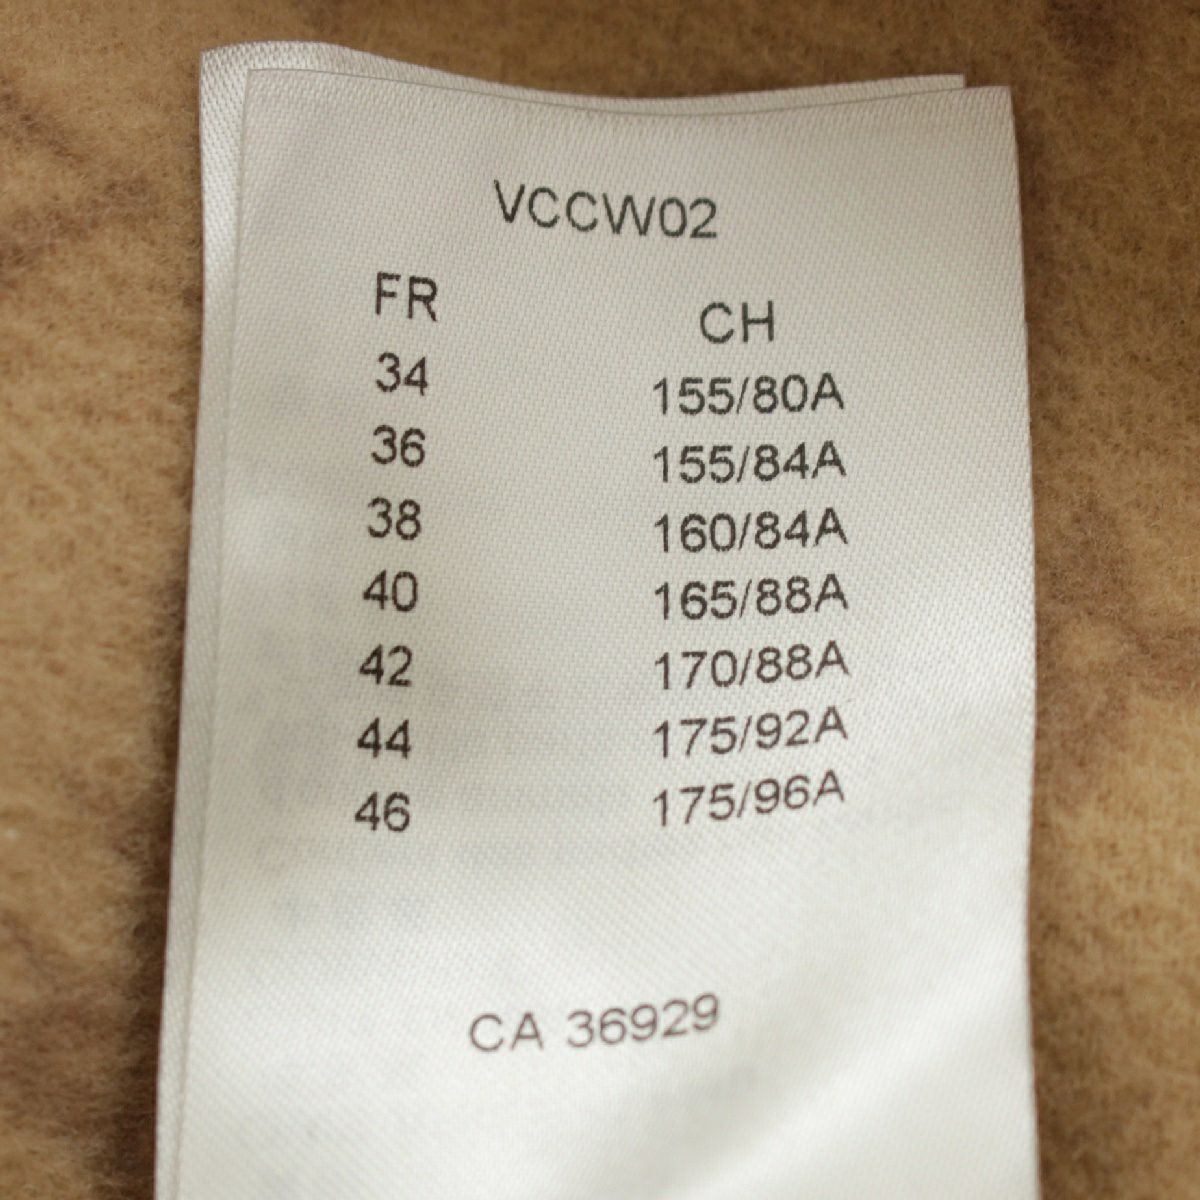 VCCW02
FR CH
34 155/80A
36 155/84A
38 160/84A
40 165/88A
42 170/88A
44 175/92A
46 175/96A
CA 36929